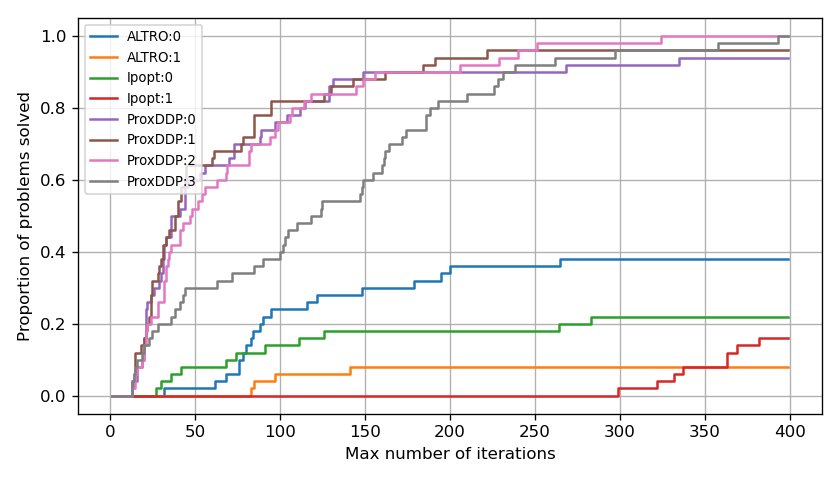 1.0
0.8
0.6
0.4
0.2
0.0
Proportion of problems solved
ALTRO:0
ALTRO:1
Ipopt:0
Ipopt:1
ProxDDP:0
ProxDDP:1
ProxDDP:2
ProxDDP:3
0 50 100 150 200 250 300 350 400
Max number of iterations